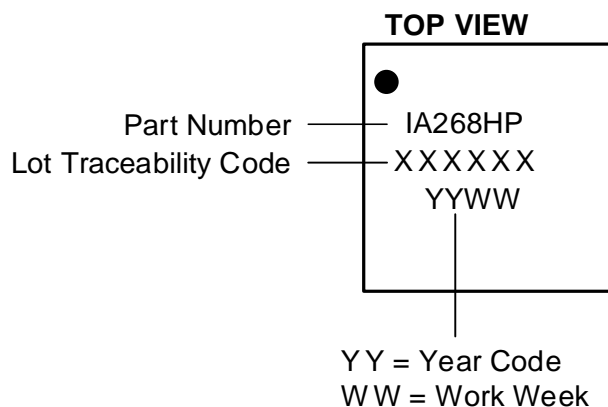 TOP VIEW
Part Number
IA268HP
Lot Traceability Code
XXXXXX
YYWW
YY = Year Code
WW = Work Week